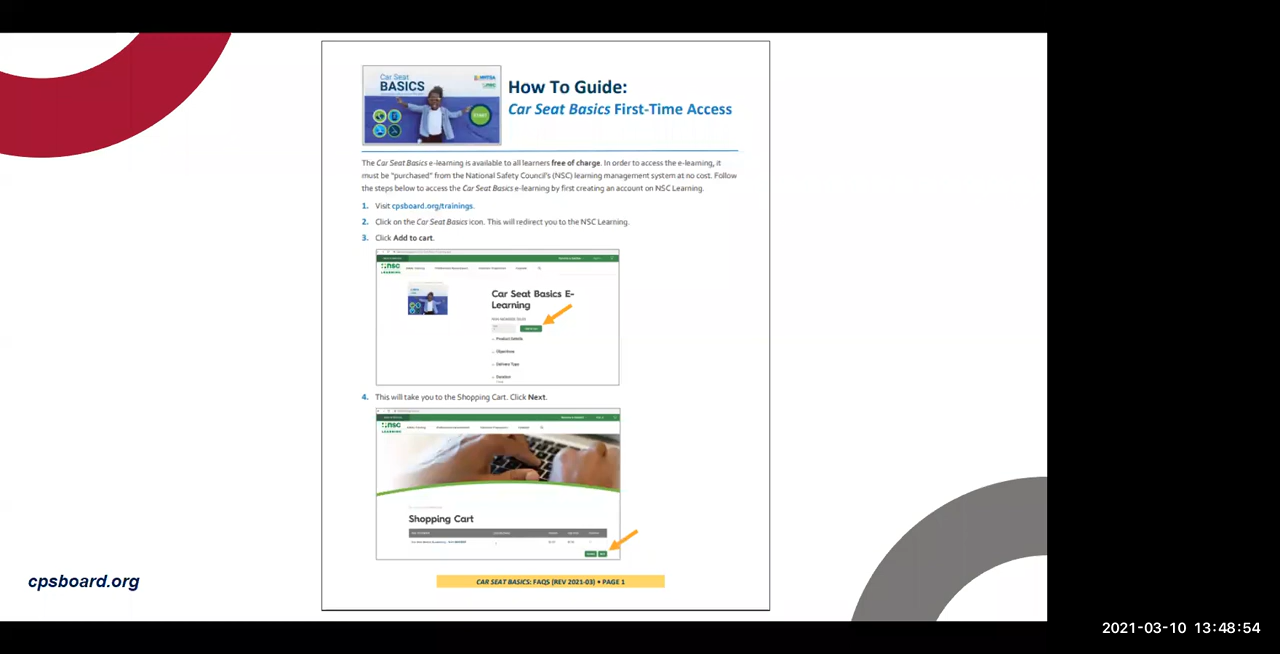 Car Seat
BASICS
NHTSA
nsc
START
How To Guide:
Car Seat Basics First-Time Access
The Car Seat Basics e-learning is available to all learners free of charge. In order to access the e-learning, it
must be "purchased" from the National Safety Council's (NSC) learning management system at no cost. Follow
the steps below to access the Car Seat Basics e-learning by first creating an account on NSC Learning.
1. Visit cpsboard.org/trainings.
2. Click on the Car Seat Basics icon. This will redirect you to the NSC Learning.
3. Click Add to cart.
nsc
LEARNING
Car Seat Basics E-
Learning
Product Details
Objectives
Delivery Type
Duration
4. This will take you to the Shopping Cart. Click Next.
nsc
LEARNING
Shopping Cart
CAR SEAT BASICS: FAQS (REV 2021-03) • PAGE 1
cpsboard.org
2021-03-10 13:48:54